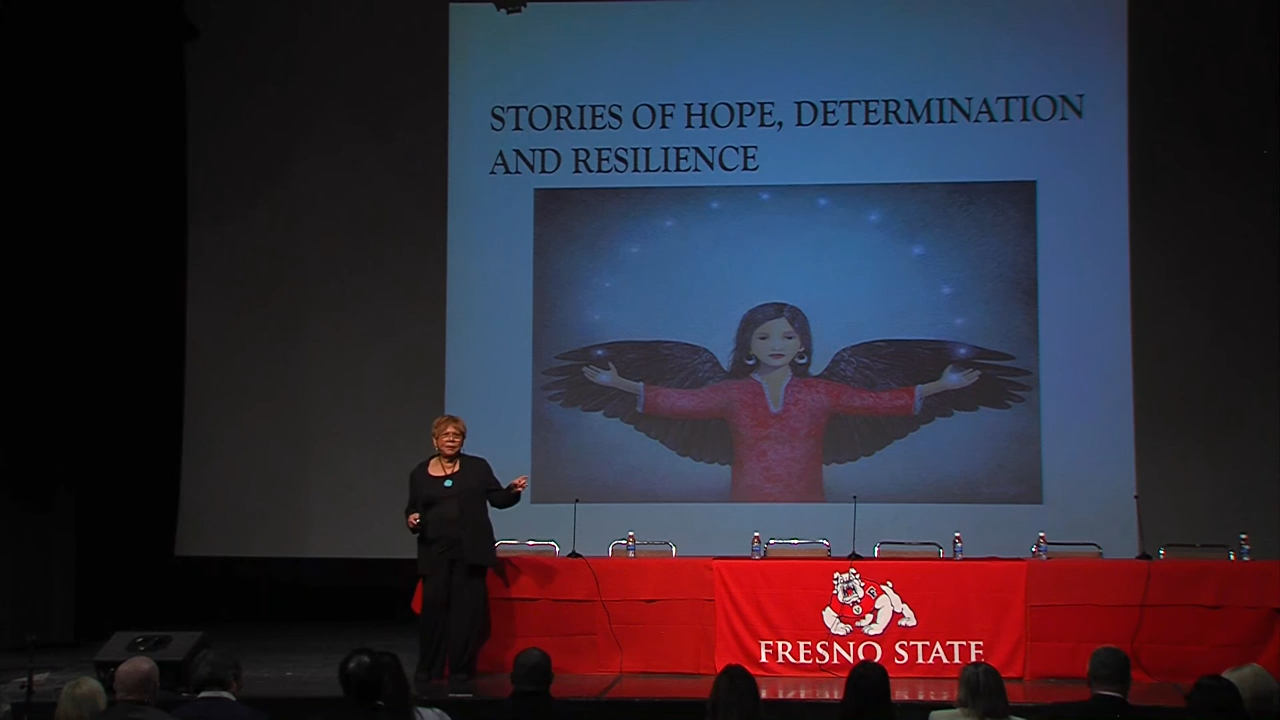 STORIES OF HOPE, DETERMINATION
AND RESILIENCE
FRESNO STATE